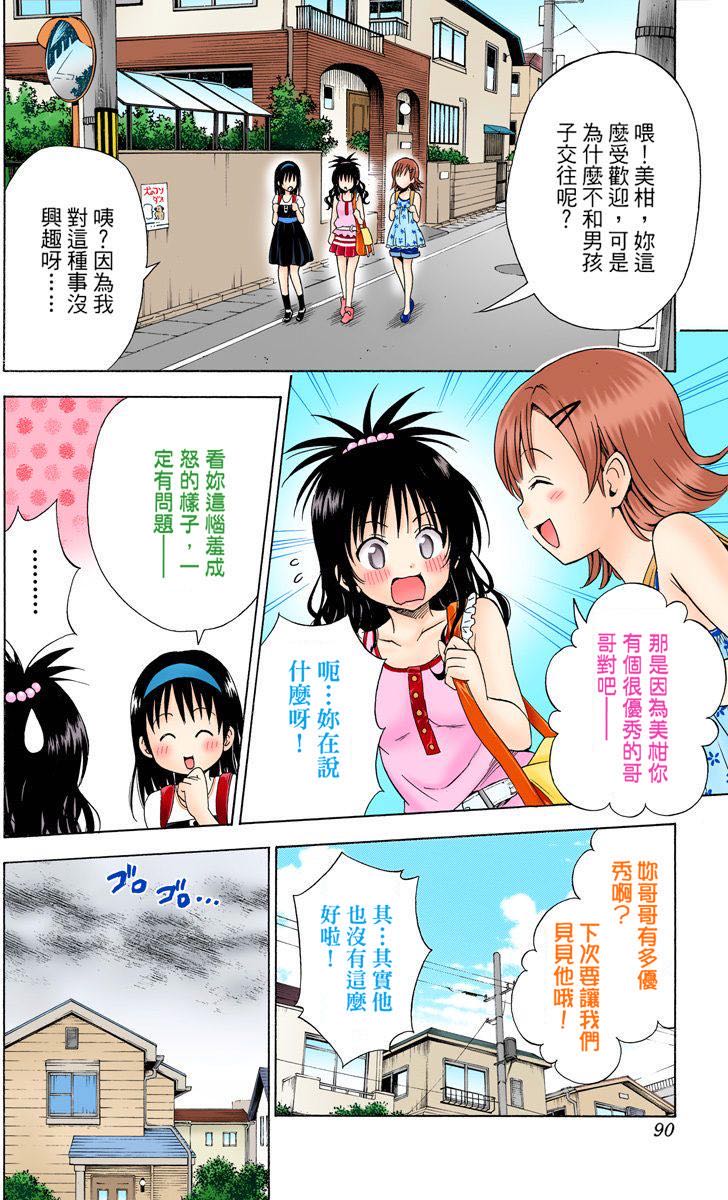 喂！美柑，妳這
麼受歡迎，可是
為什麼不和男孩
子交往呢？
咦？因為我
對這種事沒
興趣呀……
那是因為美柑你
有個很優秀的哥
哥對吧——
呃…妳在說
什麼呀！
看妳這惱羞成
怒的樣子，一
定有問題——
………
妳哥哥有多優
秀啊？
下次要讓我們
見見他哦！
其…其實他
也沒有這麼
好啦！
ゴロ
ゴロ…
90